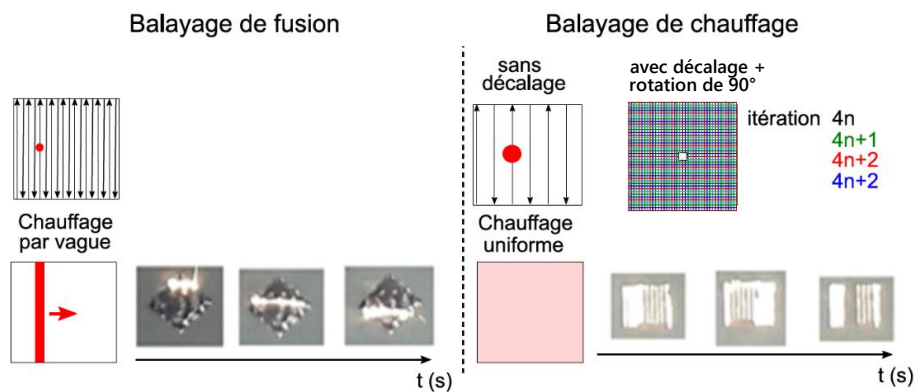 Balayage de fusion
Chauffage
par vague
t (s)
Balayage de chauffage
sans
décalage
avec décalage +
rotation de 90°
itération 4n
4n+1
4n+2
4n+2
Chauffage
uniforme
t (s)